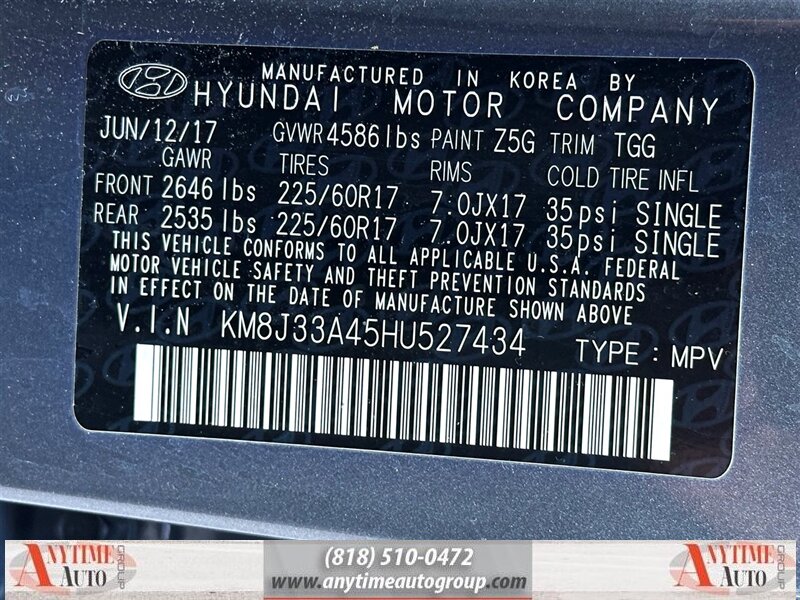 MANUFACTURED IN KOREA BY
HYUNDAI MOTOR COMPANY
JUN/12/17 GVWR 4586lbs PAINT Z5G TRIM TGG
GAWR TIRES RIMS COLD TIRE INFL
FRONT 2646 lbs 225/60R17 7.0JX17 35psi SINGLE
REAR 2535 lbs 225/60R17 7.0JX17 35psi SINGLE
THIS VEHICLE CONFORMS TO ALL APPLICABLE U.S.A. FEDERAL
MOTOR VEHICLE SAFETY AND THEFT PREVENTION STANDARDS
IN EFFECT ON THE DATE OF MANUFACTURE SHOWN ABOVE
V.I.N KM8J33A45HU527434 TYPE : MPV
ANYTIME AUTO GROUP
(818) 510-0472
www.anytimeautogroup.com
ANYTIME AUTO GROUP